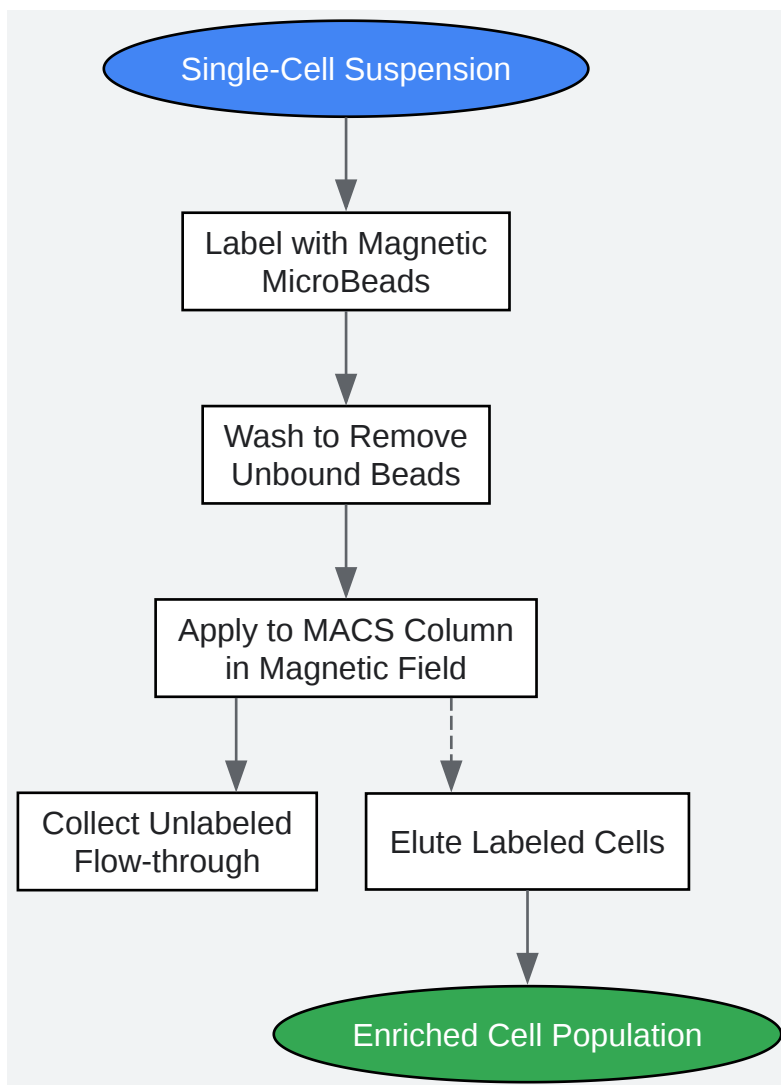 Single-Cell Suspension
Label with Magnetic
MicroBeads
Wash to Remove
Unbound Beads
Apply to MACS Column
in Magnetic Field
Collect Unlabeled
Flow-through
Elute Labeled Cells
Enriched Cell Population